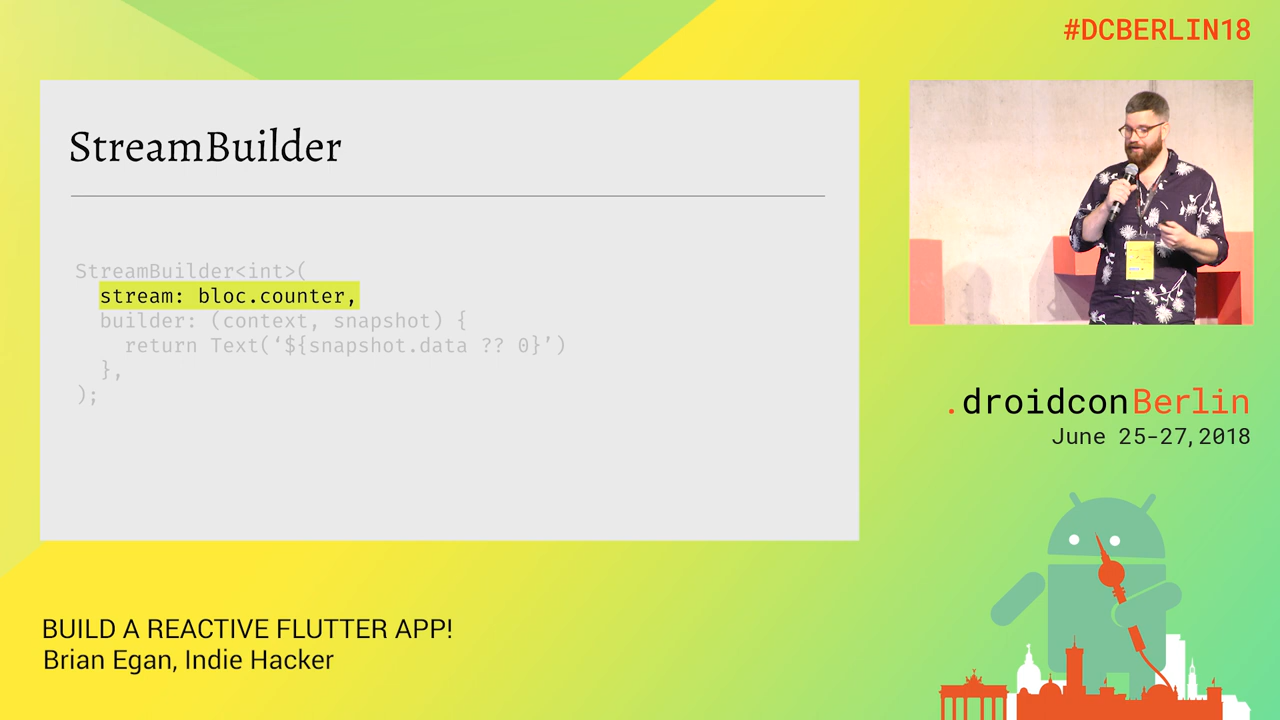 #DCBERLIN18
StreamBuilder
StreamBuilder<int>(
stream: bloc.counter,
builder: (context, snapshot) {
return Text(‘${snapshot.data ?? 0}’)
},
);
.droidconBerlin
June 25-27,2018
BUILD A REACTIVE FLUTTER APP!
Brian Egan, Indie Hacker